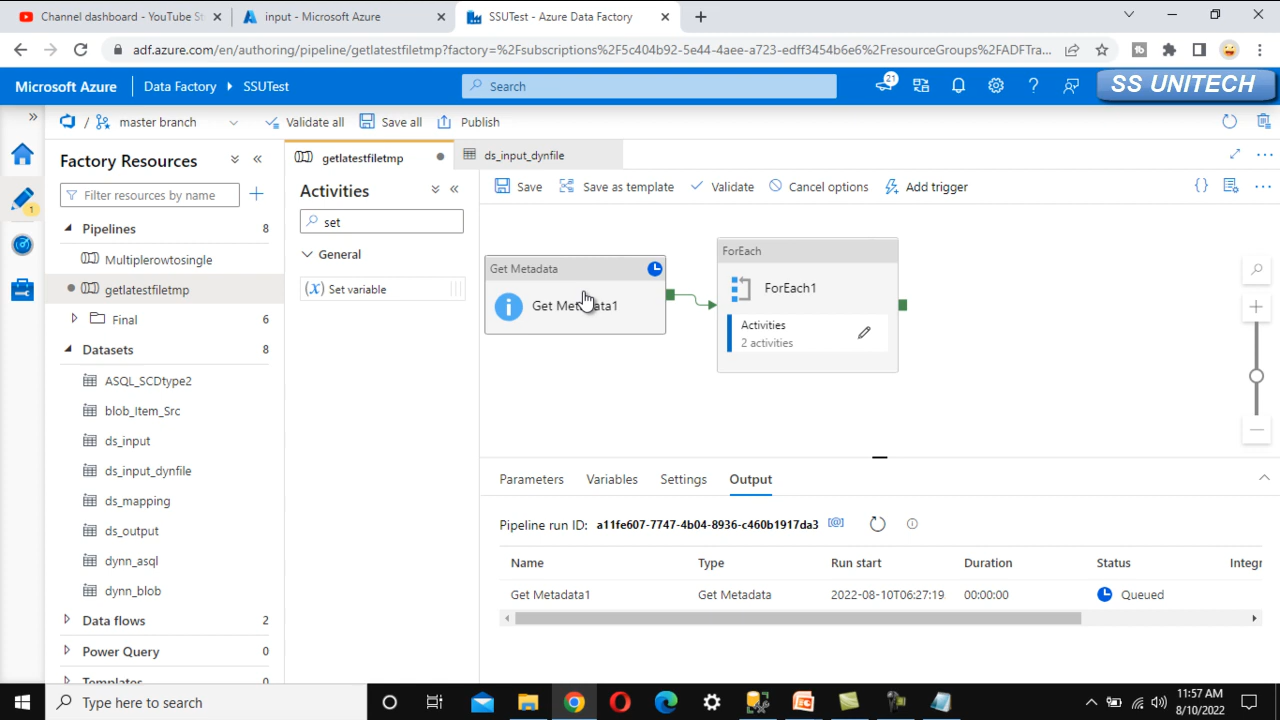 Channel dashboard - YouTube St
input - Microsoft Azure
SSUTest - Azure Data Factory
adf.azure.com/en/authoring/pipeline/getlatestfiletmp?factory=%2Fsubscriptions%2F5c404b92-5e44-4aee-a723-edff3454b6e6%2FresourceGroups%2FADFTra...
Microsoft Azure
Data Factory
SSUTest
Search
21
SS UNITECH
/
master branch
Validate all
Save all
Publish
1
Factory Resources
Filter resources by name
Pipelines 8
Multiplerowtosingle
getlatestfiletmp
Final 6
Datasets 8
ASQL_SCDtype2
blob_Item_Src
ds_input
ds_input_dynfile
ds_mapping
ds_output
dynn_asql
dynn_blob
Data flows 2
Power Query 0
Templates
getlatestfiletmp
ds_input_dynfile
Activities
set
General
(x) Set variable
Save
Save as template
Validate
Cancel options
Add trigger
{}
Get Metadata
Get Metadata1
ForEach
ForEach1
Activities
2 activities
Parameters
Variables
Settings
Output
Pipeline run ID: a11fe607-7747-4b04-8936-c460b1917da3
[@]
Name Type Run start Duration Status Integr
Get Metadata1 Get Metadata 2022-08-10T06:27:19 00:00:00 Queued
Type here to search
11:57 AM
8/10/2022